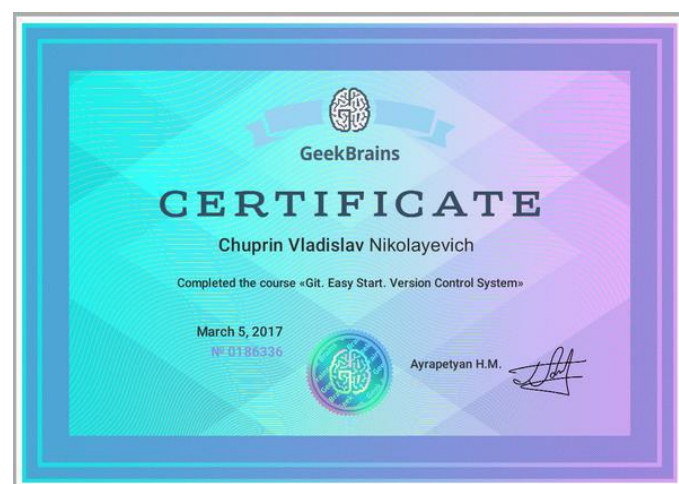 GeekBrains
CERTIFICATE
Chuprin Vladislav Nikolayevich
Completed the course «Git. Easy Start. Version Control System»
March 5, 2017
№ 0186336
Ayrapetyan H.M.